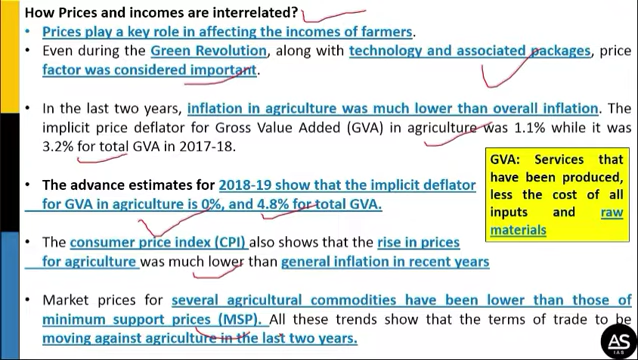 How Prices and incomes are interrelated?
• Prices play a key role in affecting the incomes of farmers.
• Even during the Green Revolution, along with technology and associated packages, price
factor was considered important.
• In the last two years, inflation in agriculture was much lower than overall inflation. The
implicit price deflator for Gross Value Added (GVA) in agriculture was 1.1% while it was
3.2% for total GVA in 2017-18.
GVA: Services that
have been produced,
less the cost of all
inputs and raw
materials
• The advance estimates for 2018-19 show that the implicit deflator
for GVA in agriculture is 0%, and 4.8% for total GVA.
• The consumer price index (CPI) also shows that the rise in prices
for agriculture was much lower than general inflation in recent years
• Market prices for several agricultural commodities have been lower than those of
minimum support prices (MSP). All these trends show that the terms of trade to be
moving against agriculture in the last two years.
AS
IAS